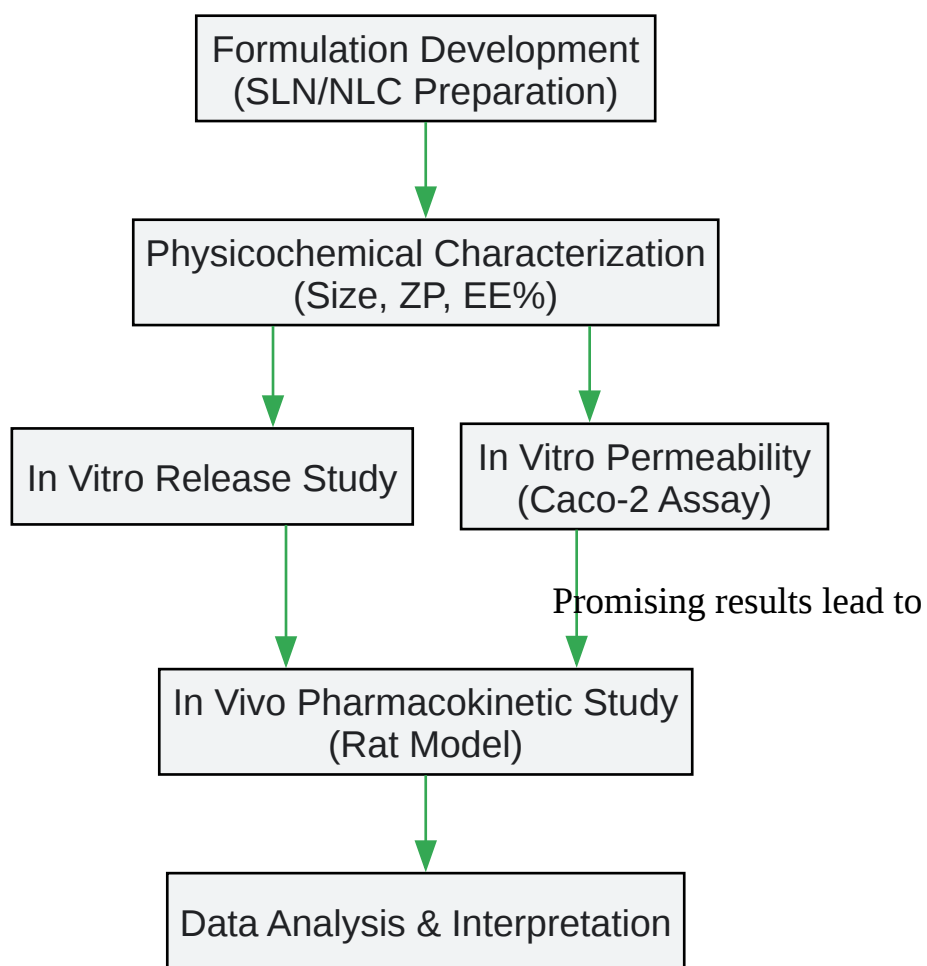 Formulation Development
(SLN/NLC Preparation)
Physicochemical Characterization
(Size, ZP, EE%)
In Vitro Release Study
In Vitro Permeability
(Caco-2 Assay)
Promising results lead to
In Vivo Pharmacokinetic Study
(Rat Model)
Data Analysis & Interpretation